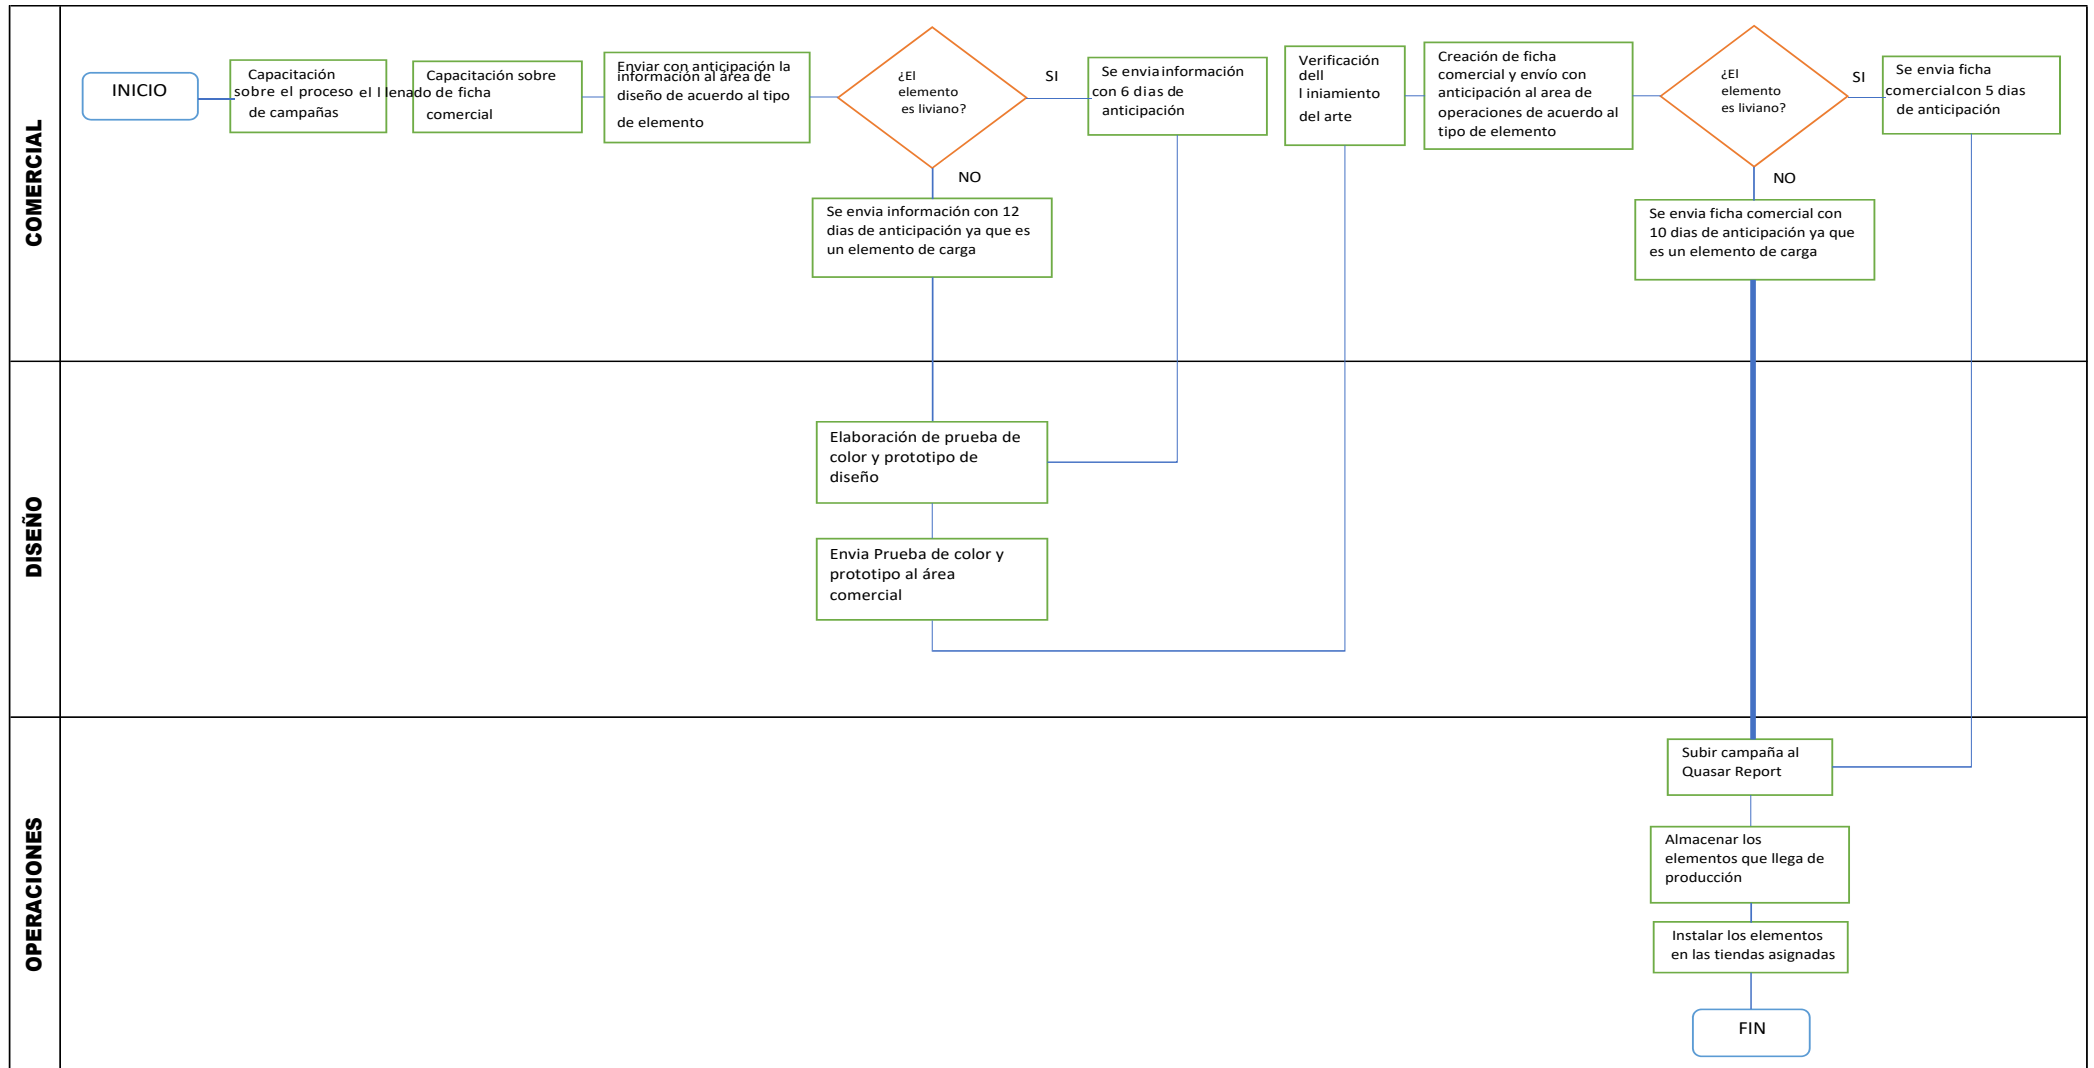 COMERCIAL
INICIO
Capacitación
sobre el proceso
de campañas
Capacitación sobre
el l lenado de ficha
comercial
Enviar con anticipación la
información al área de
diseño de acuerdo al tipo
de elemento
¿El
elemento
es liviano?
SI
Se envia información
con 6 dias de
anticipación
NO
Se envia información con 12
dias de anticipación ya que es
un elemento de carga
Verificación
dell
l iniamiento
del arte
Creación de ficha
comercial y envío con
anticipación al area de
operaciones de acuerdo al
tipo de elemento
¿El
elemento
es liviano?
SI
Se envia ficha
comercial con 5 dias
de anticipación
NO
Se envia ficha comercial con
10 dias de anticipación ya que
es un elemento de carga
DISEÑO
Elaboración de prueba de
color y prototipo de
diseño
Envia Prueba de color y
prototipo al área
comercial
OPERACIONES
Subir campaña al
Quasar Report
Almacenar los
elementos que llega de
producción
Instalar los elementos
en las tiendas asignadas
FIN